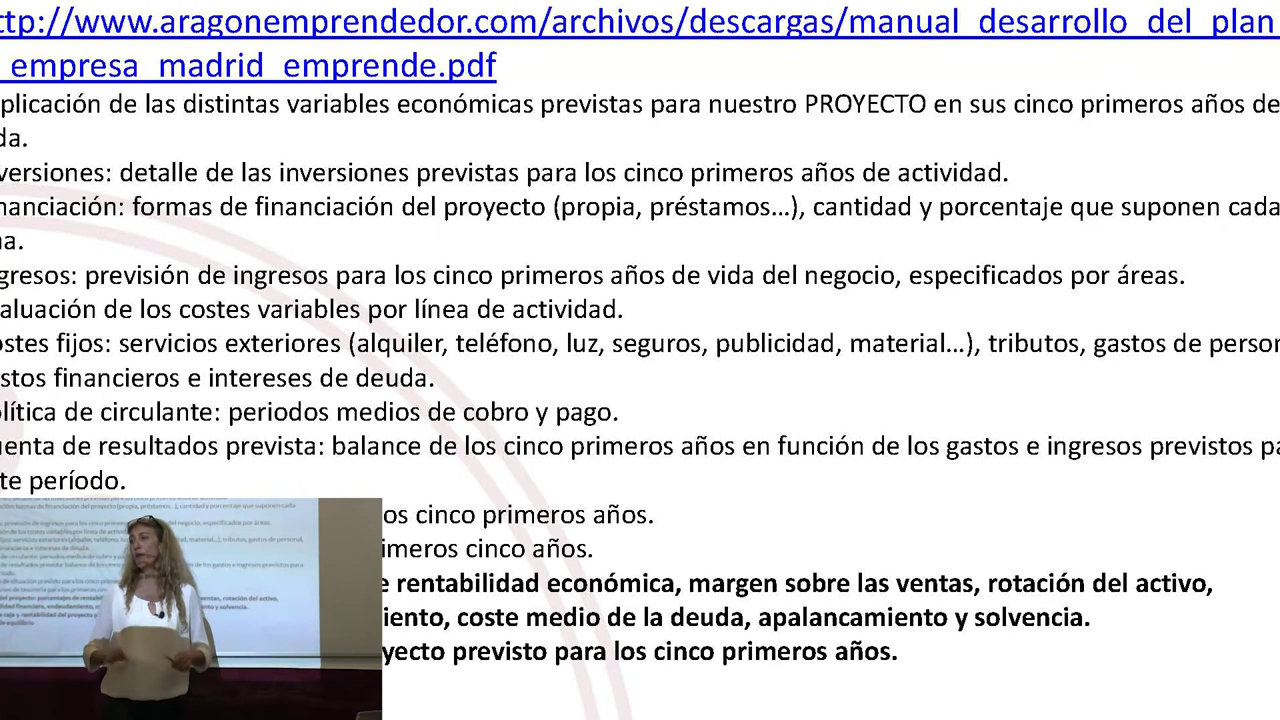 ttp://www.aragonemprendedor.com/archivos/descargas/manual_desarrollo_del_plan_
_empresa_madrid_emprende.pdf
plicación de las distintas variables económicas previstas para nuestro PROYECTO en sus cinco primeros años de
da.
versiones: detalle de las inversiones previstas para los cinco primeros años de actividad.
nanciación: formas de financiación del proyecto (propia, préstamos...), cantidad y porcentaje que suponen cada
na.
gresos: previsión de ingresos para los cinco primeros años de vida del negocio, especificados por áreas.
aluación de los costes variables por línea de actividad.
ostes fijos: servicios exteriores (alquiler, teléfono, luz, seguros, publicidad, material...), tributos, gastos de person
stos financieros e intereses de deuda.
olítica de circulante: periodos medios de cobro y pago.
uenta de resultados prevista: balance de los cinco primeros años en función de los gastos e ingresos previstos pa
te período.
os cinco primeros años.
imeros cinco años.
e rentabilidad económica, margen sobre las ventas, rotación del activo,
iento, coste medio de la deuda, apalancamiento y solvencia.
yecto previsto para los cinco primeros años.